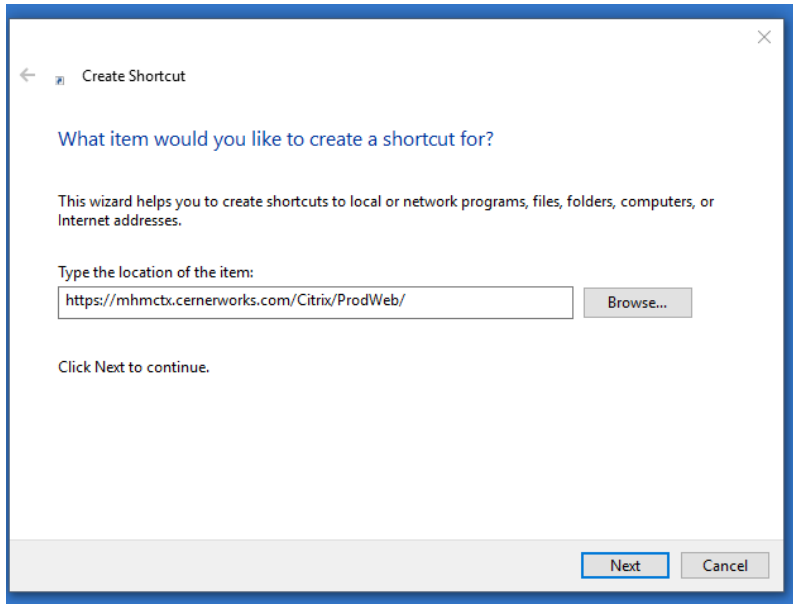 Create Shortcut
What item would you like to create a shortcut for?
This wizard helps you to create shortcuts to local or network programs, files, folders, computers, or
Internet addresses.
Type the location of the item:
https://mhmctx.cernerworks.com/Citrix/ProdWeb/
Browse...
Click Next to continue.
Next
Cancel